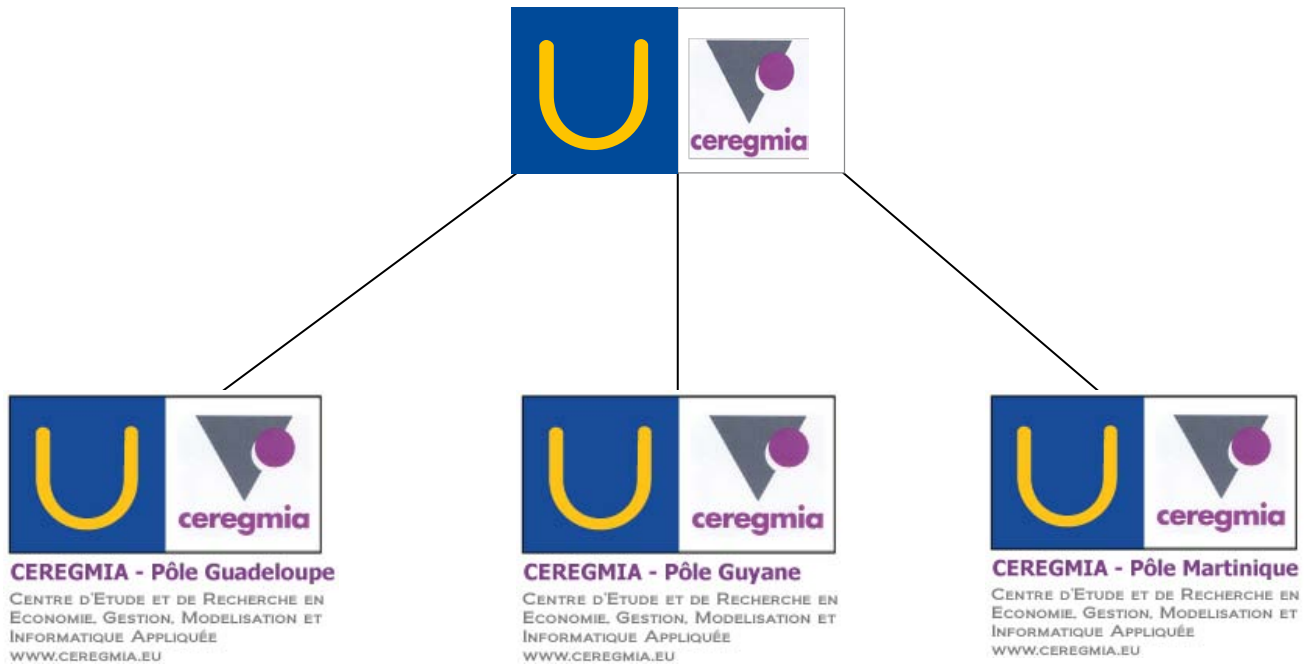 ceregmia
ceregmia
CEREGMIA - Pôle Guadeloupe
CENTRE D'ETUDE ET DE RECHERCHE EN
ECONOMIE, GESTION, MODELISATION ET
INFORMATIQUE APPLIQUÉE
WWW.CEREGMIA.EU
ceregmia
CEREGMIA - Pôle Guyane
CENTRE D'ETUDE ET DE RECHERCHE EN
ECONOMIE, GESTION, MODELISATION ET
INFORMATIQUE APPLIQUÉE
WWW.CEREGMIA.EU
ceregmia
CEREGMIA - Pôle Martinique
CENTRE D'ETUDE ET DE RECHERCHE EN
ECONOMIE, GESTION, MODELISATION ET
INFORMATIQUE APPLIQUÉE
WWW.CEREGMIA.EU